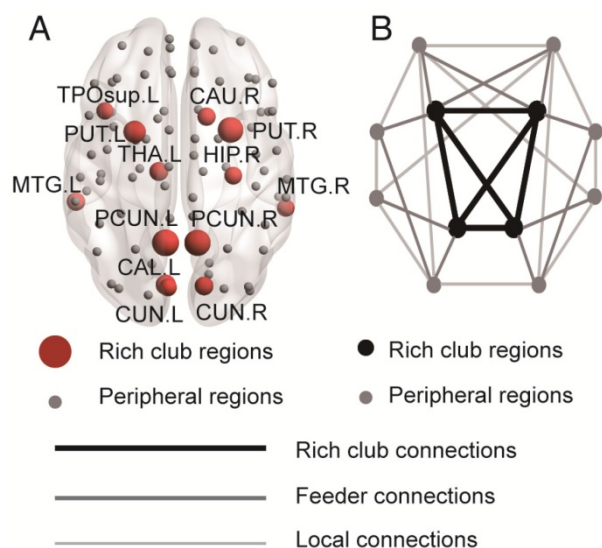 A
B
TPOsup.L
CAU.R
PUT.L
PUT.R
THA.L
HIP.R
MTG.L
MTG.R
PCUN.L
PCUN.R
CAL.L
CUN.L
CUN.R
Rich club regions
Rich club regions
Peripheral regions
Peripheral regions
Rich club connections
Feeder connections
Local connections